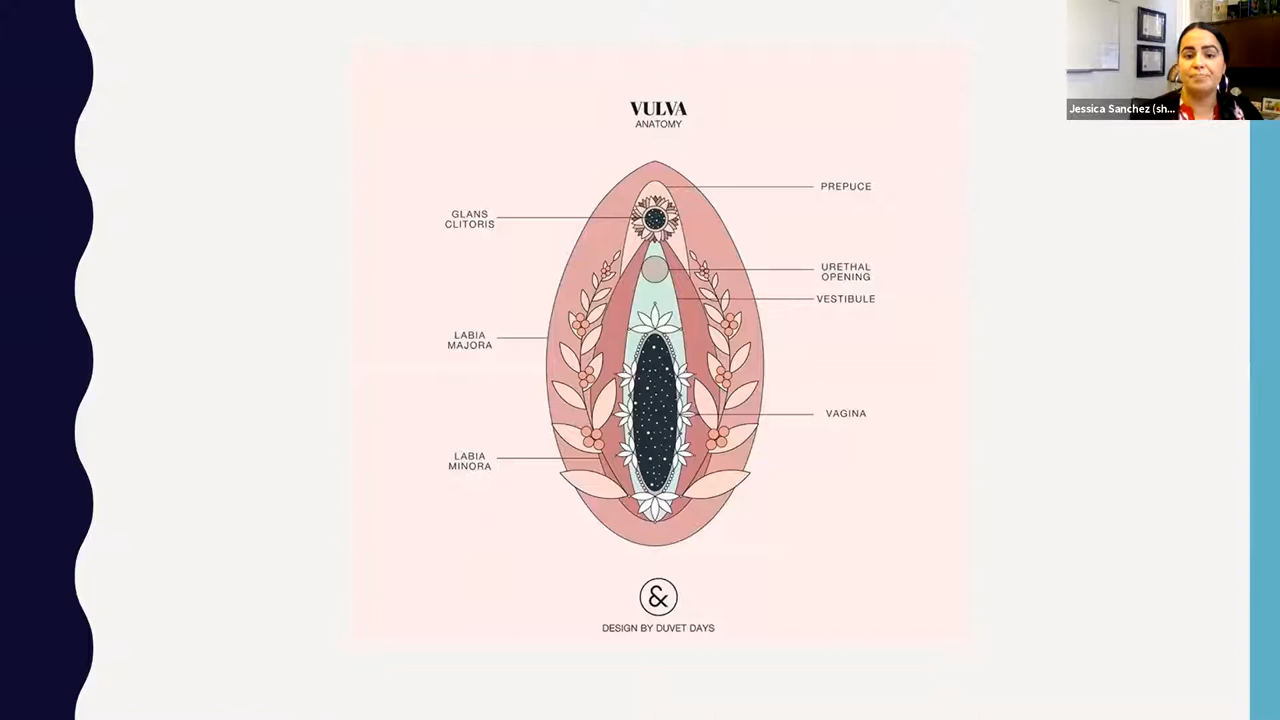 Jessica Sanchez (sh...
VULVA
ANATOMY
PREPUCE
GLANS
CLITORIS
URETHAL
OPENING
VESTIBULE
LABIA
MAJORA
VAGINA
LABIA
MINORA
&
DESIGN BY DUVET DAYS